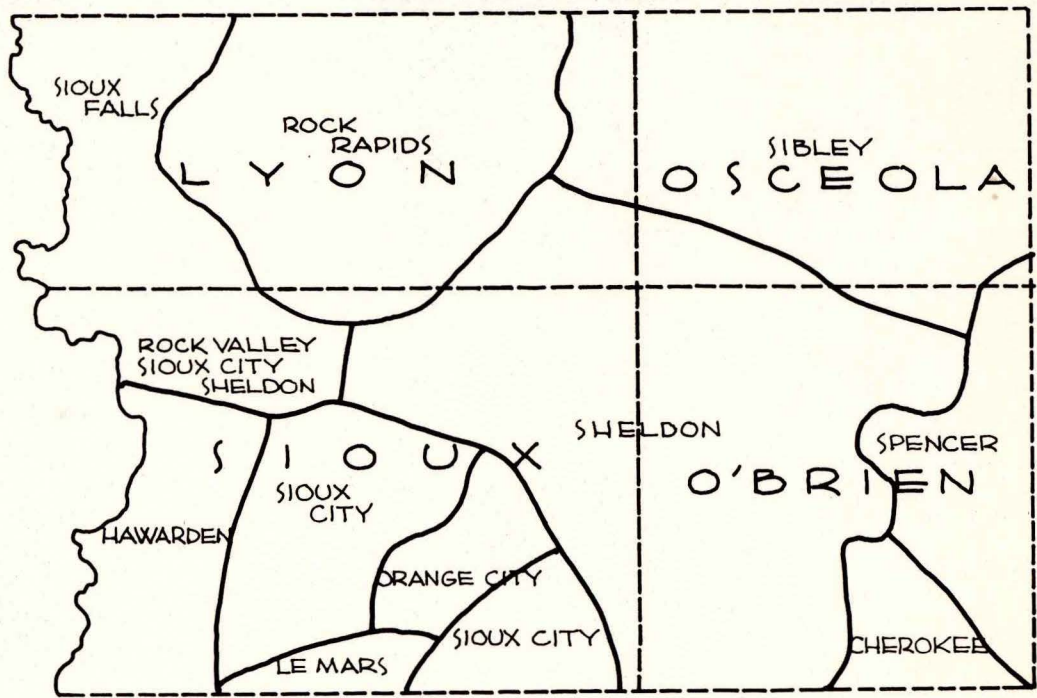 SIOUX
FALLS
ROCK
RAPIDS
LYON
SIBLEY
OSCEOLA
ROCK VALLEY
SIOUX CITY
SHELDON
SHELDON
SIOUX
SIOUX
CITY
SPENCER
O'BRIEN
HAWARDEN
ORANGE CITY
SIOUX CITY
LE MARS
CHEROKEE